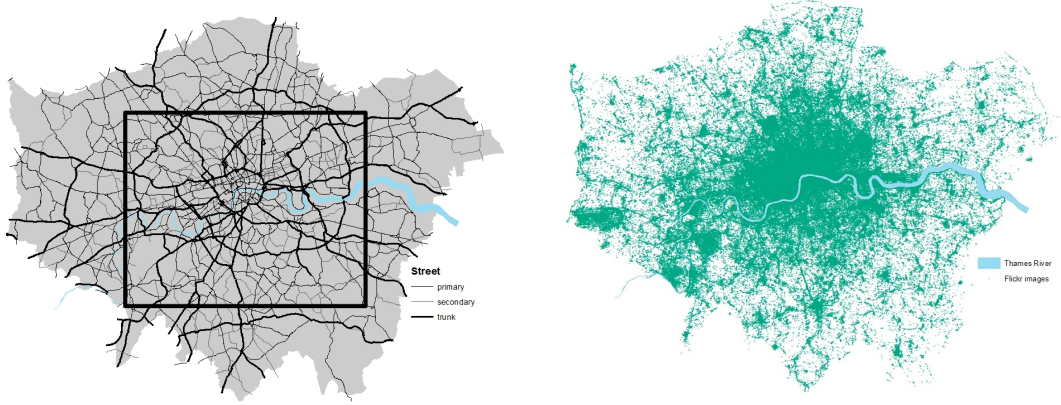 Street
primary
secondary
trunk
Thames River
Flickr images